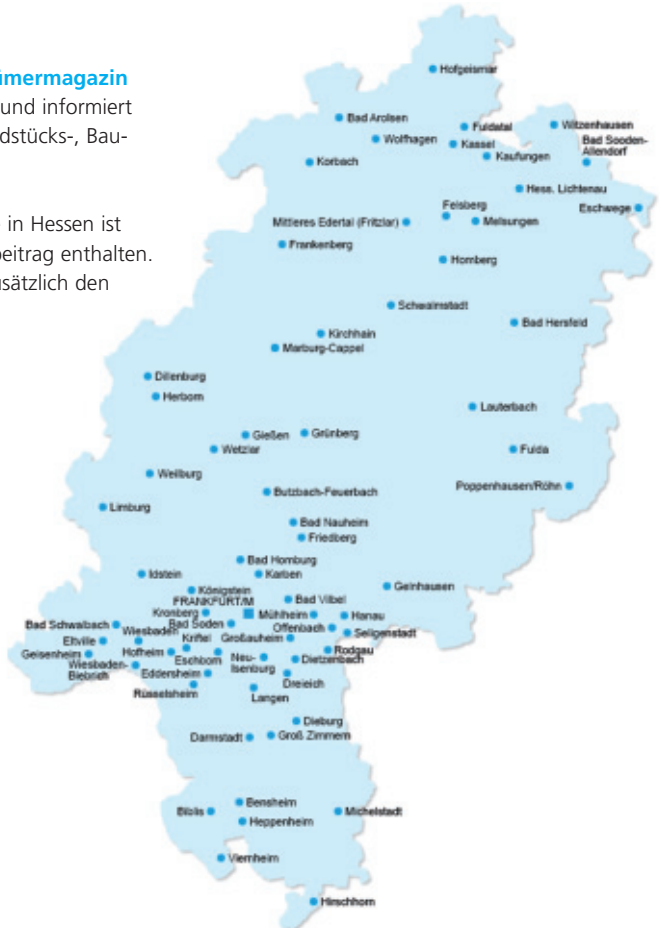 ümermagazin
und informiert
dstücks-, Bau-
in Hessen ist
beitrag enthalten.
usätzlich den
Hofgeismar
Bad Arolsen
Fuldatal
Witzenhausen
Wolfhagen
Kassel
Bad Sooden-
Allendorf
Korbach
Kaufungen
Hess. Lichtenau
Felsberg
Eschwege
Mittleres Edertal (Fritzlar)
Melsungen
Frankenberg
Homberg
Schwalmstadt
Bad Hersfeld
Kirchhain
Marburg-Cappel
Dillenburg
Herborn
Lauterbach
Gießen
Grünberg
Wetzlar
Fulda
Weilburg
Poppenhausen/Röhn
Butzbach-Feuerbach
Limburg
Bad Nauheim
Friedberg
Bad Homburg
Idstein
Karben
Königstein
Gelnhausen
FRANKFURT/M
Bad Vilbel
Kronberg
Mühlheim
Hanau
Bad Schwalbach
Bad Soden
Offenbach
Wiesbaden
Seligenstadt
Eltville
Kriftel
Großauheim
Geisenheim
Hofheim
Rodgau
Wiesbaden-
Biebrich
Eschborn
Neu-
Isenburg
Dietzenbach
Eddersheim
Dreieich
Rüsselsheim
Langen
Dieburg
Darmstadt
Groß Zimmern
Bensheim
Biblis
Michelstadt
Heppenheim
Viernheim
Hirschhorn